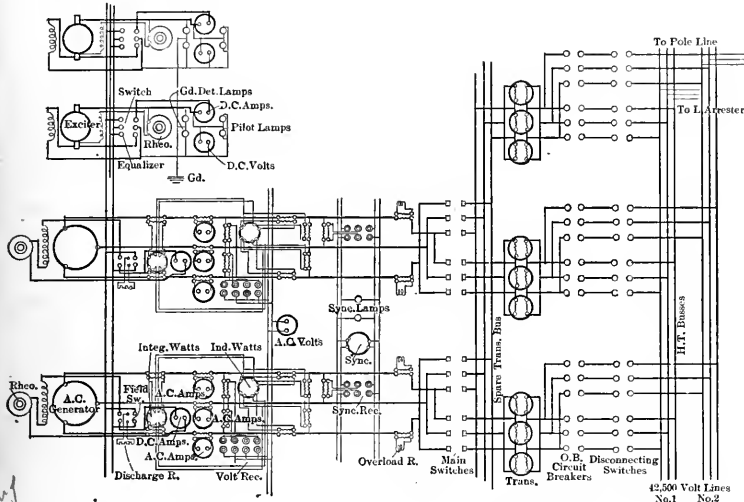 To Pole Line
Switch
Gd.Det.Lamps
D.C.Amps.
To L.Arrester
Exciter
Pilot Lamps
Rheo.
Equalizer
D.C.Volts
Gd.
Sync.Lamps
A.C.Volts
Integ.Watts
Ind.Watts
Sync.
Spare Trans. Bus
H.T. Busses
Rheo.
A.C.
Generator
Field
Sw.
A.C.Amps.
A.C.Amps.
Sync.Rec.
D.C.Amps.
A.C.Amps.
Discharge R.
Volt Rec.
Overload R.
Main
Switches
Trans.
O.B.
Circuit
Breakers
Disconnecting
Switches
42,500 Volt Lines
No.1
No.2